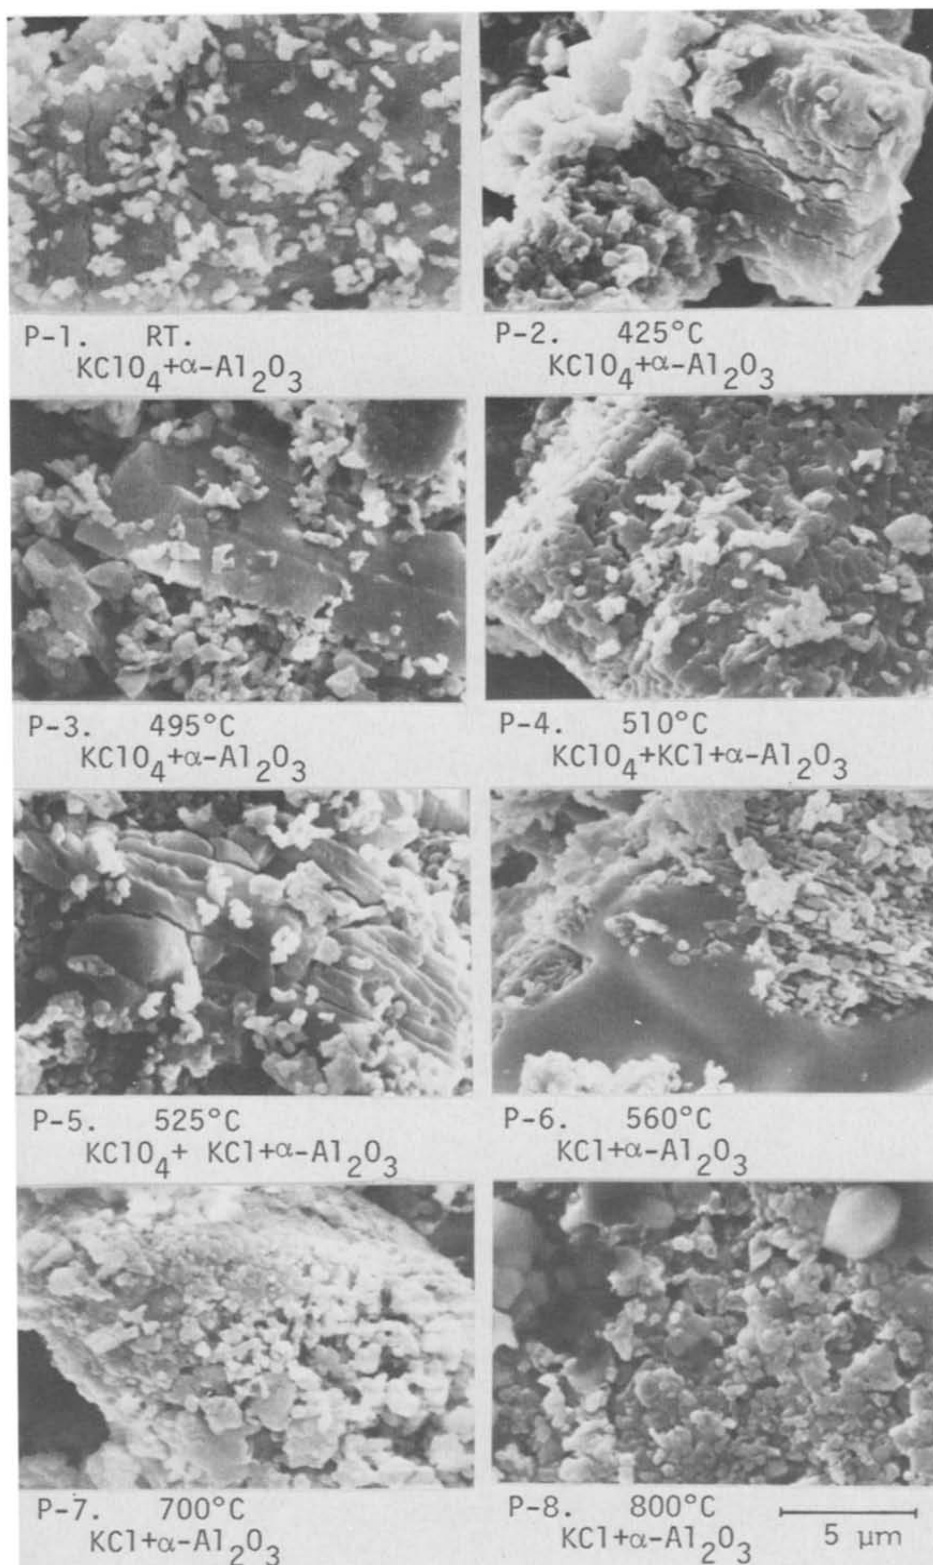 P-1. RT.
KClO4+α-Al2O3
P-2. 425°C
KClO4+α-Al2O3
P-3. 495°C
KClO4+α-Al2O3
P-4. 510°C
KClO4+KCl+α-Al2O3
P-5. 525°C
KClO4+ KCl+α-Al2O3
P-6. 560°C
KCl+α-Al2O3
P-7. 700°C
KCl+α-Al2O3
P-8. 800°C
KCl+α-Al2O3
5 μm